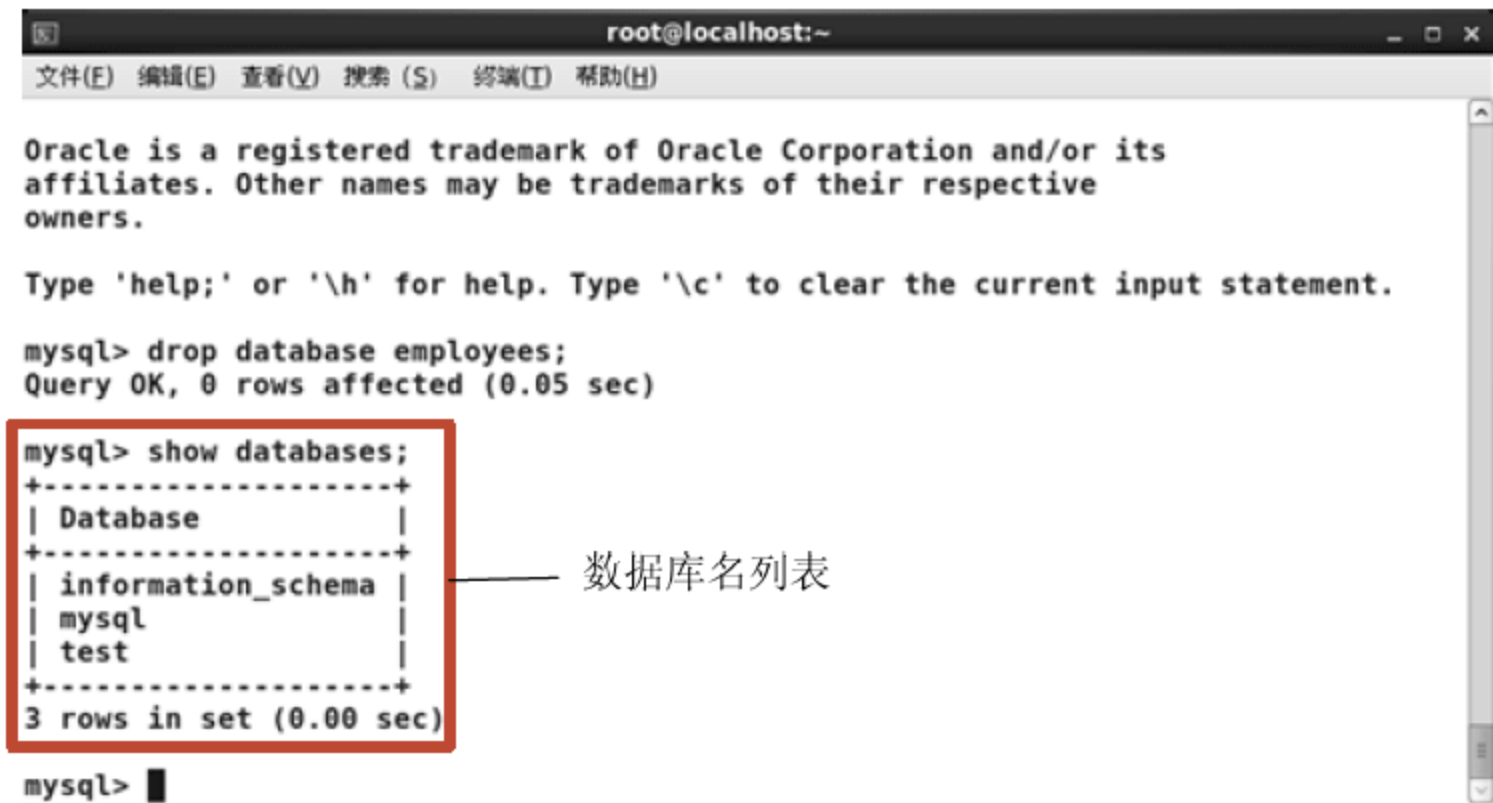 root@localhost:~
文件(F) 编辑(E) 查看(V) 搜索 (S) 终端(T) 帮助(H)
Oracle is a registered trademark of Oracle Corporation and/or its
affiliates. Other names may be trademarks of their respective
owners.
Type 'help;' or '\h' for help. Type '\c' to clear the current input statement.
mysql> drop database employees;
Query OK, 0 rows affected (0.05 sec)
mysql> show databases;
+--------------------+
| Database           |
+--------------------+
| information_schema |
| mysql              |
| test               |
+--------------------+
3 rows in set (0.00 sec)
数据库名列表
mysql>